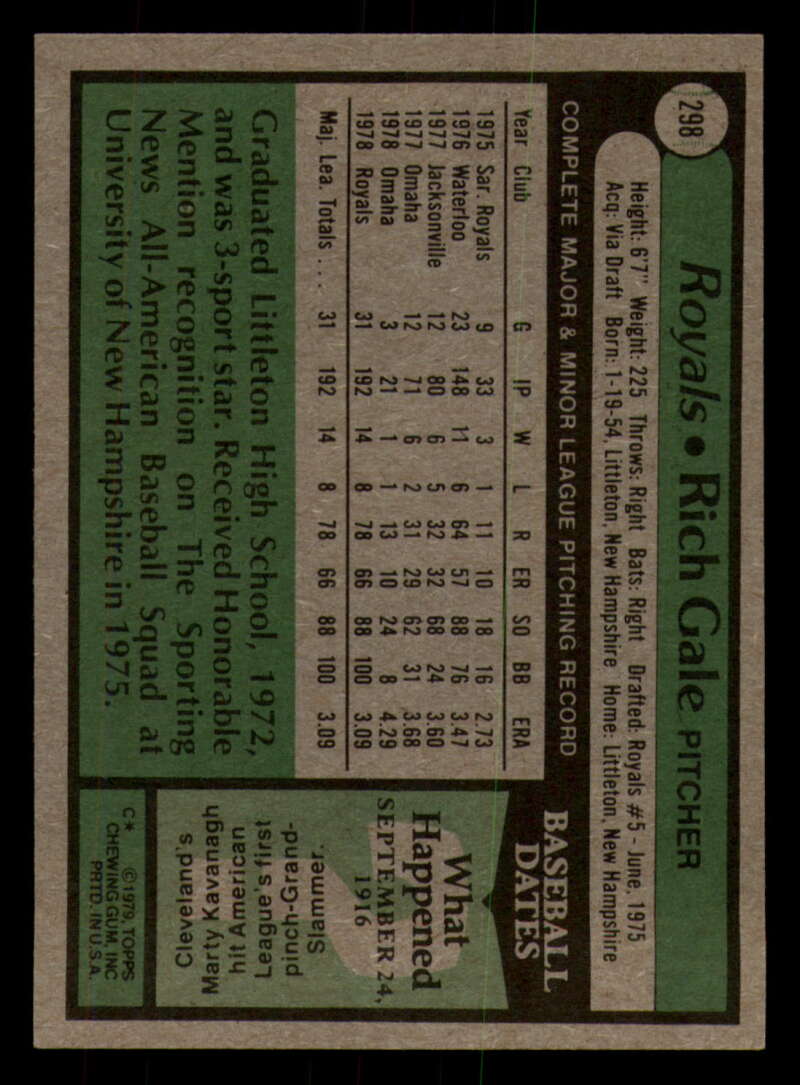 298
Royals • Rich Gale PITCHER
Height: 6'7" Weight: 225 Throws: Right Bats: Right Drafted: Royals #5 - June, 1975
Acq: Via Draft Born: 1-19-54, Littleton, New Hampshire Home: Littleton, New Hampshire
COMPLETE MAJOR & MINOR LEAGUE PITCHING RECORD
Year Club G IP W L R ER SO BB ERA
1975 Sar. Royals 9 33 3 1 11 10 18 16 2.73
1976 Waterloo 23 148 11 6 64 57 88 76 3.47
1977 Jacksonville 12 80 6 5 32 32 68 24 3.60
1977 Omaha 12 71 6 2 31 29 62 31 3.68
1978 Omaha 3 21 1 1 13 10 24 8 4.29
1978 Royals 31 192 14 8 78 66 88 100 3.09
Maj. Lea. Totals . . . 31 192 14 8 78 66 88 100 3.09
Graduated Littleton High School, 1972,
and was 3-sport star. Received Honorable
Mention recognition on The Sporting
News All-American Baseball Squad at
University of New Hampshire in 1975.
BASEBALL
DATES
What
Happened
SEPTEMBER 24,
1916
Cleveland's
Marty Kavanagh
hit American
League's first
pinch-Grand-
Slammer.
C* ©1979, TOPPS
CHEWING GUM, INC
PRTD. IN U.S.A.